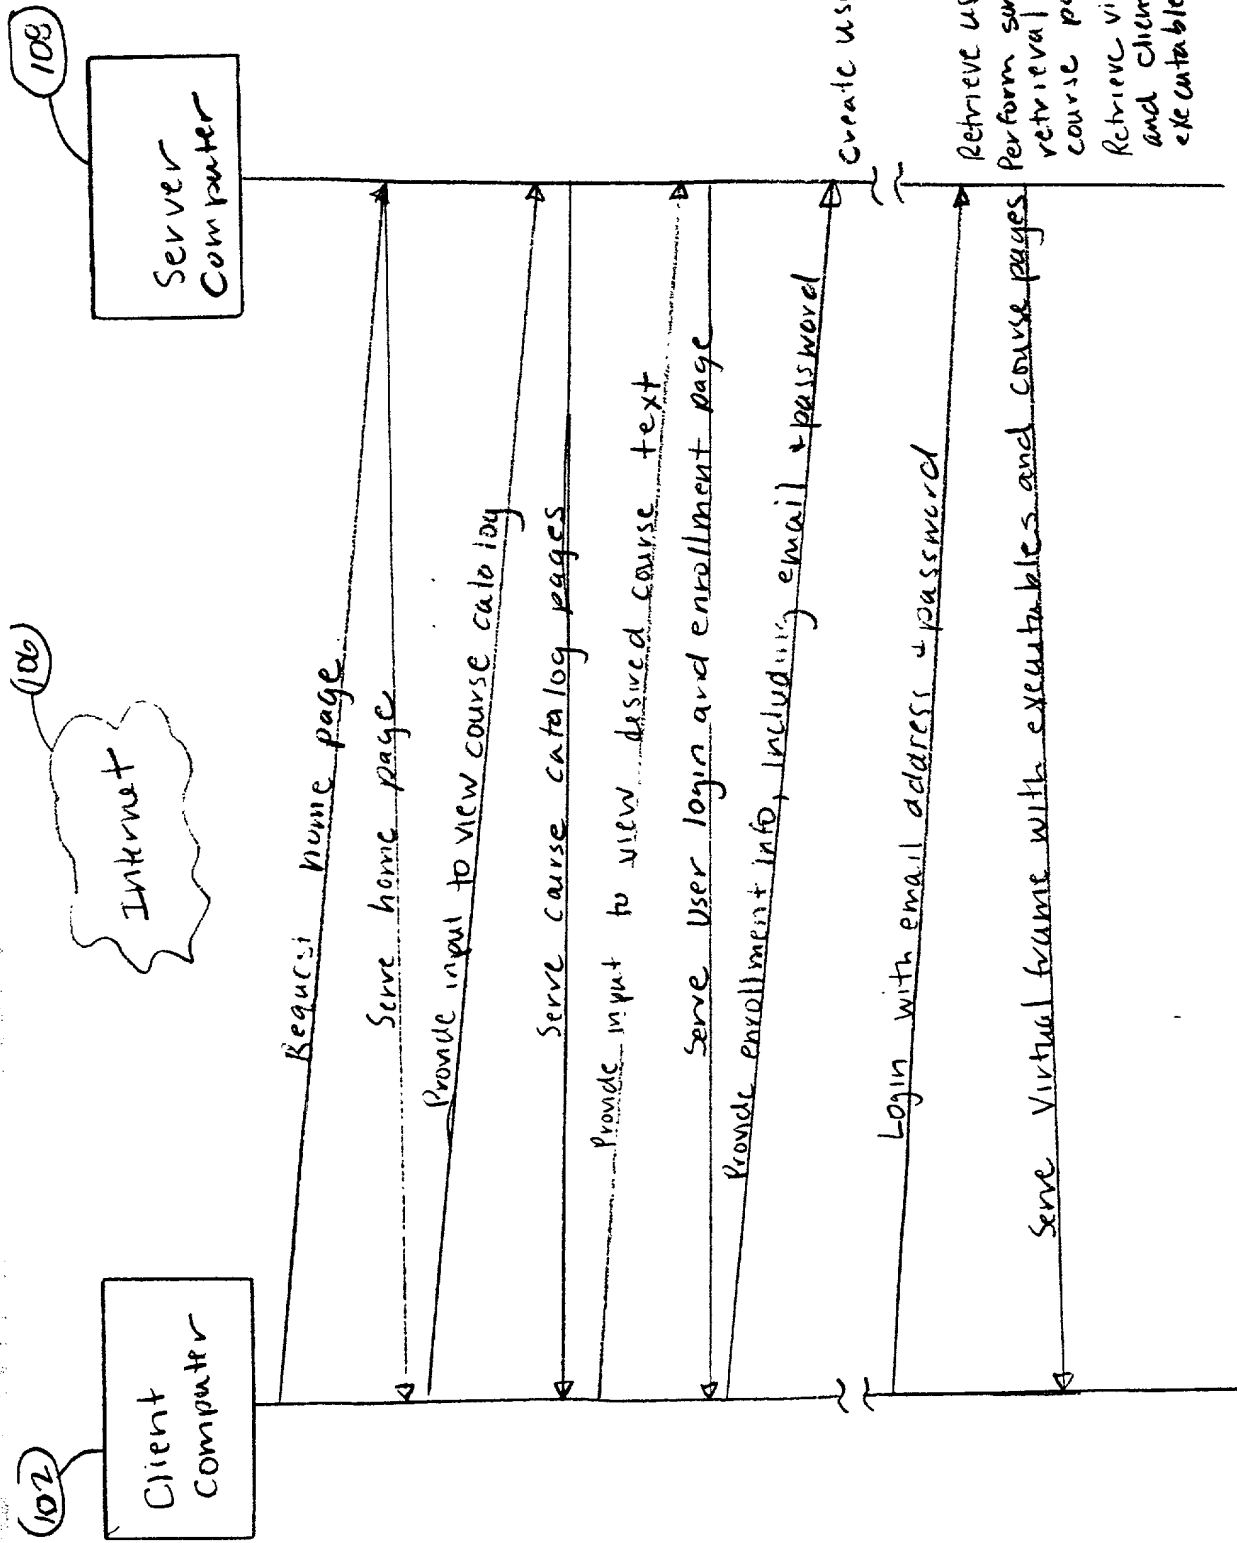 102
Client
computer
106
Internet
108
Server
Computer
Request home page
Serve home page
Provide input to view course catalog
Serve course catalog pages
Provide input to view desired course text
Serve User login and enrollment page
Provide enrollment info, including email + password
Create us
Login with email address + password
Retrieve us
Perform su
retrieval
course pa
Retrieve vi
and clien
executable
Serve Virtual frame with executables and course pages